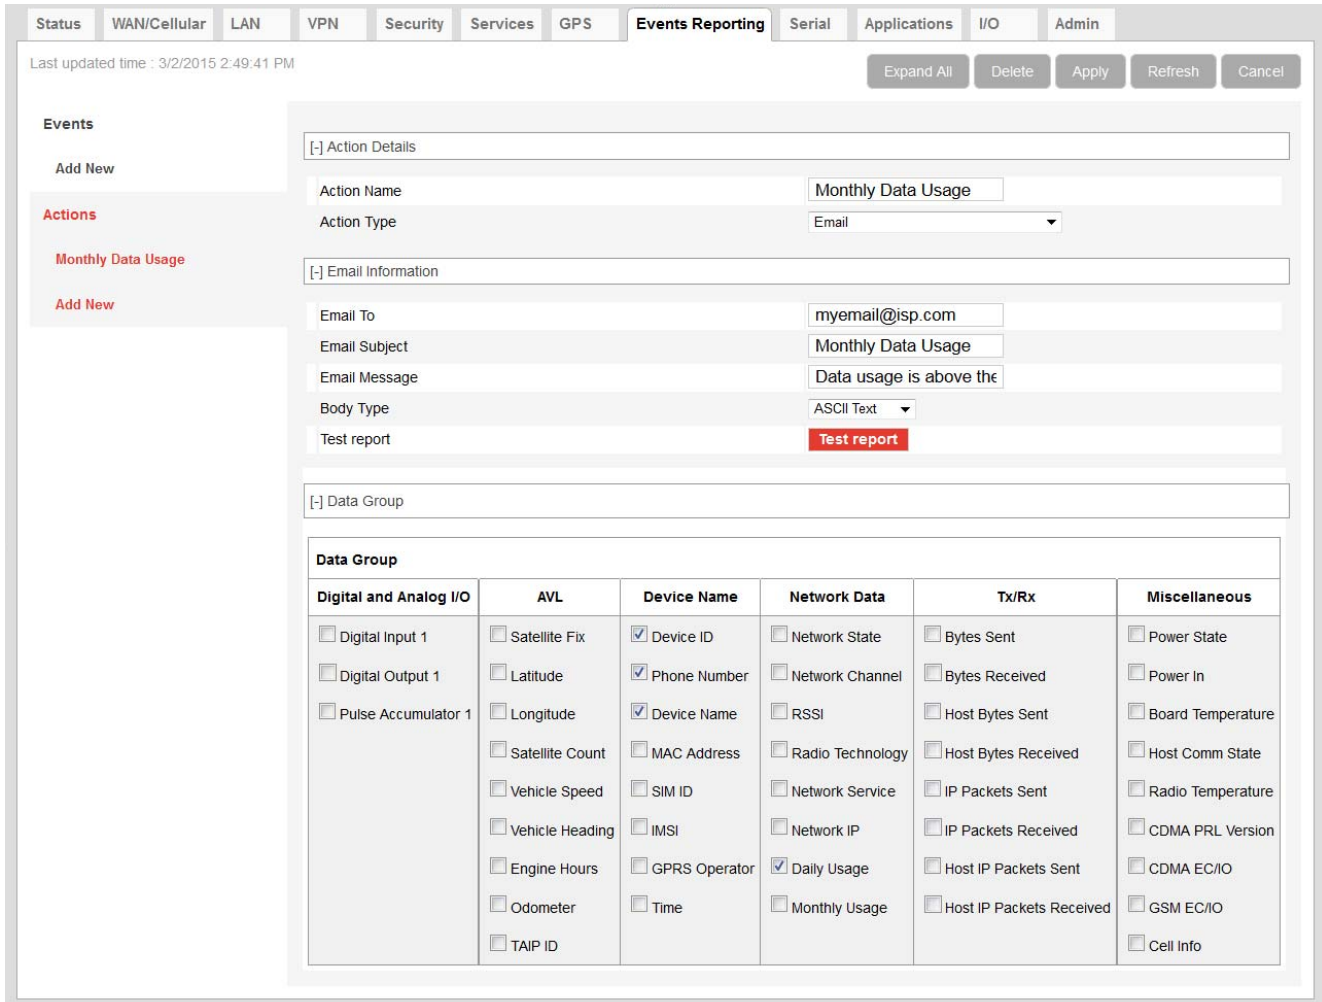 Status WAN/Cellular LAN VPN Security Services GPS Events Reporting Serial Applications I/O Admin
Last updated time : 3/2/2015 2:49:41 PM
Expand All Delete Apply Refresh Cancel
Events
Add New
Actions
Monthly Data Usage
Add New
[-] Action Details
Action Name Monthly Data Usage
Action Type Email
[-] Email Information
Email To myemail@isp.com
Email Subject Monthly Data Usage
Email Message Data usage is above the
Body Type ASCII Text
Test report Test report
[-] Data Group
Data Group
Digital and Analog I/O AVL Device Name Network Data Tx/Rx Miscellaneous
Digital Input 1 Satellite Fix Device ID Network State Bytes Sent Power State
Digital Output 1 Latitude Phone Number Network Channel Bytes Received Power In
Pulse Accumulator 1 Longitude Device Name RSSI Host Bytes Sent Board Temperature
Satellite Count MAC Address Radio Technology Host Bytes Received Host Comm State
Vehicle Speed SIM ID Network Service IP Packets Sent Radio Temperature
Vehicle Heading IMSI Network IP IP Packets Received CDMA PRL Version
Engine Hours GPRS Operator Daily Usage Host IP Packets Sent CDMA EC/IO
Odometer Time Monthly Usage Host IP Packets Received GSM EC/IO
TAIP ID Cell Info